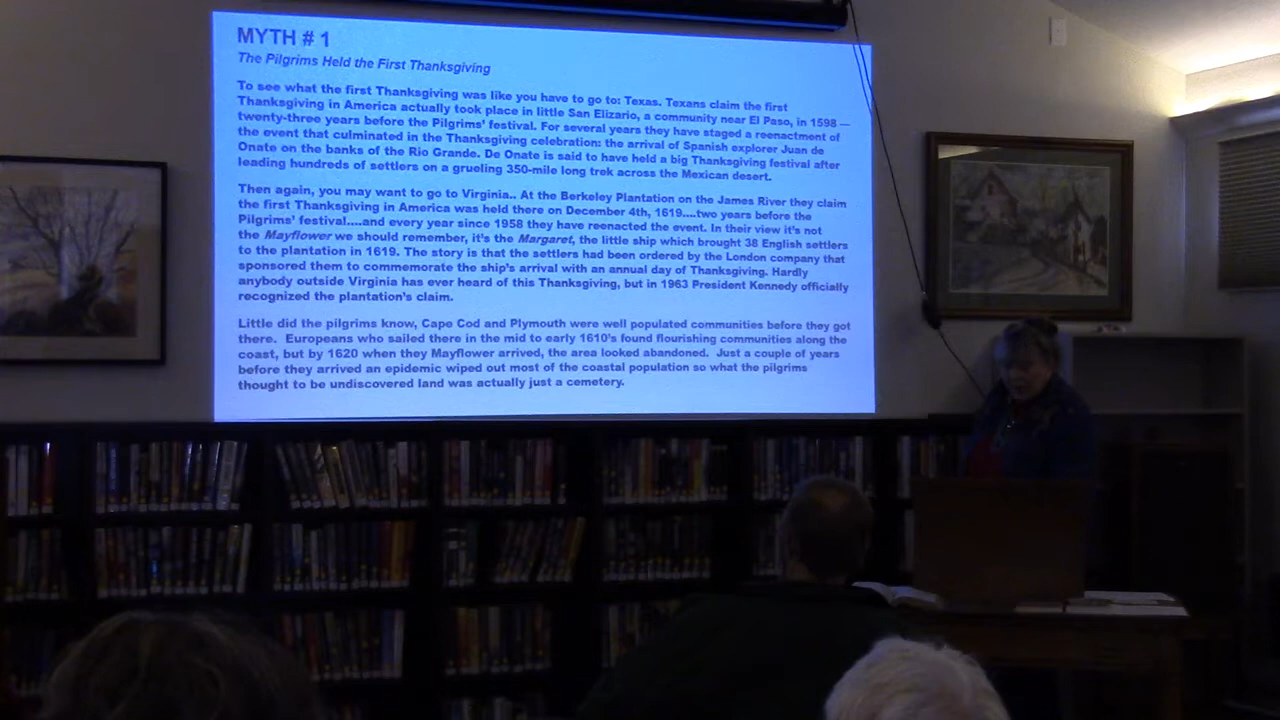 MYTH # 1
The Pilgrims Held the First Thanksgiving
To see what the first Thanksgiving was like you have to go to: Texas. Texans claim the first
Thanksgiving in America actually took place in little San Elizario, a community near El Paso, in 1598 —
twenty-three years before the Pilgrims' festival. For several years they have staged a reenactment of
the event that culminated in the Thanksgiving celebration: the arrival of Spanish explorer Juan de
Onate on the banks of the Rio Grande. De Onate is said to have held a big Thanksgiving festival after
leading hundreds of settlers on a grueling 350-mile long trek across the Mexican desert.
Then again, you may want to go to Virginia.. At the Berkeley Plantation on the James River they claim
the first Thanksgiving in America was held there on December 4th, 1619....two years before the
Pilgrims' festival....and every year since 1958 they have reenacted the event. In their view it's not
the Mayflower we should remember, it's the Margaret, the little ship which brought 38 English settlers
to the plantation in 1619. The story is that the settlers had been ordered by the London company that
sponsored them to commemorate the ship's arrival with an annual day of Thanksgiving. Hardly
anybody outside Virginia has ever heard of this Thanksgiving, but in 1963 President Kennedy officially
recognized the plantation's claim.
Little did the pilgrims know, Cape Cod and Plymouth were well populated communities before they got
there. Europeans who sailed there in the mid to early 1610's found flourishing communities along the
coast, but by 1620 when they Mayflower arrived, the area looked abandoned. Just a couple of years
before they arrived an epidemic wiped out most of the coastal population so what the pilgrims
thought to be undiscovered land was actually just a cemetery.